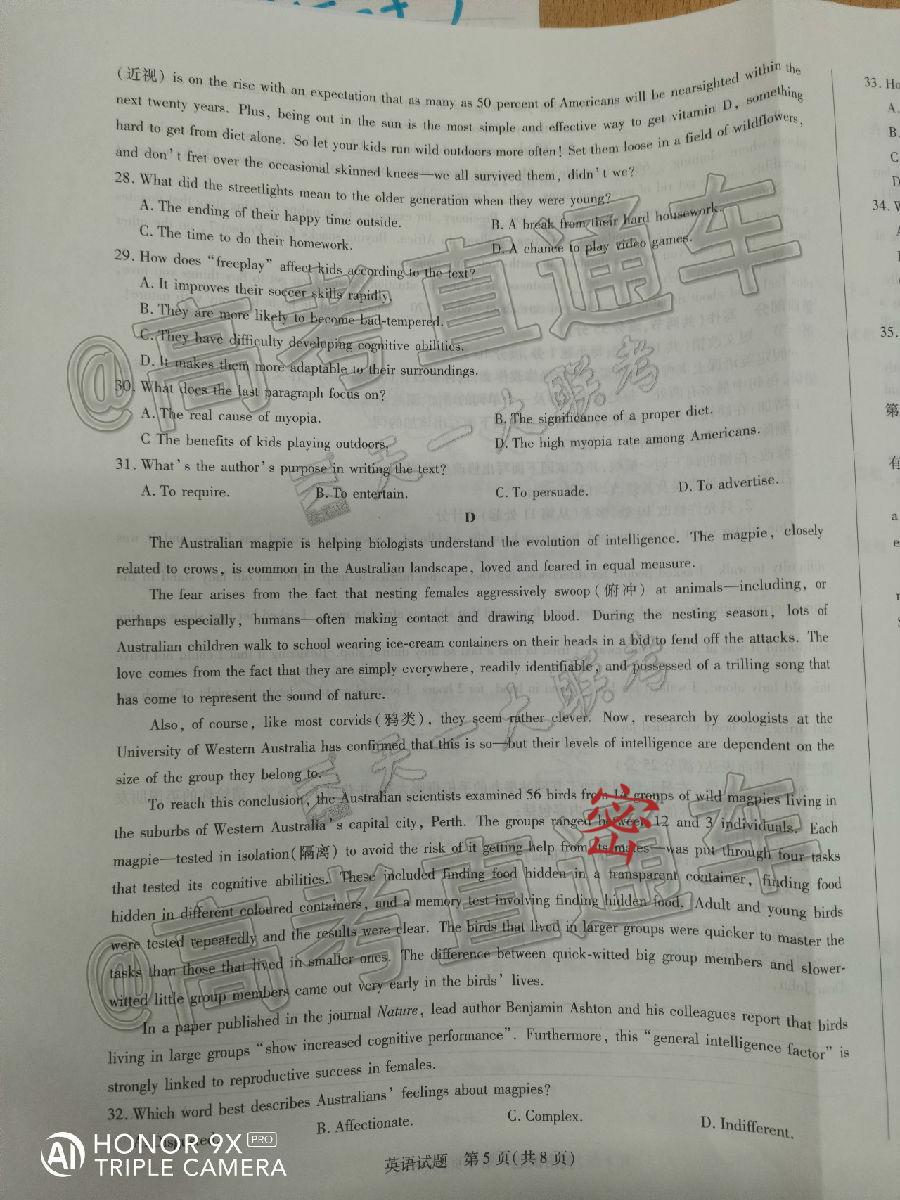 (近视) is on the rise with an expectation that as many as 50 percent of Americans will be nearsighted within the
next twenty years. Plus, being out in the sun is the most simple and effective way to get vitamin D, something
hard to get from diet alone. So let your kids run wild outdoors more often! Set them loose in a field of wildflowers,
and don't fret over the occasional skinned knees—we all survived them, didn't we?
28. What did the streetlights mean to the older generation when they were young?
A. The ending of their happy time outside. B. A break from their hard housework.
C. The time to do their homework. D. A chance to play video games.
29. How does "freeplay" affect kids according to the text?
A. It improves their soccer skills rapidly.
B. They are more likely to become bad-tempered.
C. They have difficulty developing cognitive abilities.
D. It makes them more adaptable to their surroundings.
30. What does the last paragraph focus on?
A. The real cause of myopia. B. The significance of a proper diet.
C The benefits of kids playing outdoors. D. The high myopia rate among Americans.
31. What's the author's purpose in writing the text?
A. To require. B. To entertain. C. To persuade. D. To advertise.
D
The Australian magpie is helping biologists understand the evolution of intelligence. The magpie, closely
related to crows, is common in the Australian landscape, loved and feared in equal measure.
The fear arises from the fact that nesting females aggressively swoop(俯冲) at animals—including, or
perhaps especially, humans—often making contact and drawing blood. During the nesting season, lots of
Australian children walk to school wearing ice-cream containers on their heads in a bid to fend off the attacks. The
love comes from the fact that they are simply everywhere, readily identifiable, and possessed of a trilling song that
has come to represent the sound of nature.
Also, of course, like most corvids(鸦类), they seem rather clever. Now, research by zoologists at the
University of Western Australia has confirmed that this is so—but their levels of intelligence are dependent on the
size of the group they belong to.
To reach this conclusion, the Australian scientists examined 56 birds from 14 groups of wild magpies living in
the suburbs of Western Australia's capital city, Perth. The groups ranged between 12 and 3 individuals. Each
magpie—tested in isolation(隔离) to avoid the risk of it getting help from its mates—was put through four tasks
that tested its cognitive abilities. These included finding food hidden in a transparent container, finding food
hidden in different coloured containers, and a memory test involving finding hidden food. Adult and young birds
were tested repeatedly and the results were clear. The birds that lived in larger groups were quicker to master the
tasks than those that lived in smaller ones. The difference between quick-witted big group members and slower-
witted little group members came out very early in the birds' lives.
In a paper published in the journal Nature, lead author Benjamin Ashton and his colleagues report that birds
living in large groups "show increased cognitive performance". Furthermore, this "general intelligence factor" is
strongly linked to reproductive success in females.
32. Which word best describes Australians' feelings about magpies?
B. Affectionate. C. Complex. D. Indifferent.
英语试题 第5页(共8页)
33. Ho
A.
B.
C
D
34. W
35.
第
有
@高考直通车
天一大联考
天一大联考
密
@高考直通车
AI HONOR 9X PRO
TRIPLE CAMERA